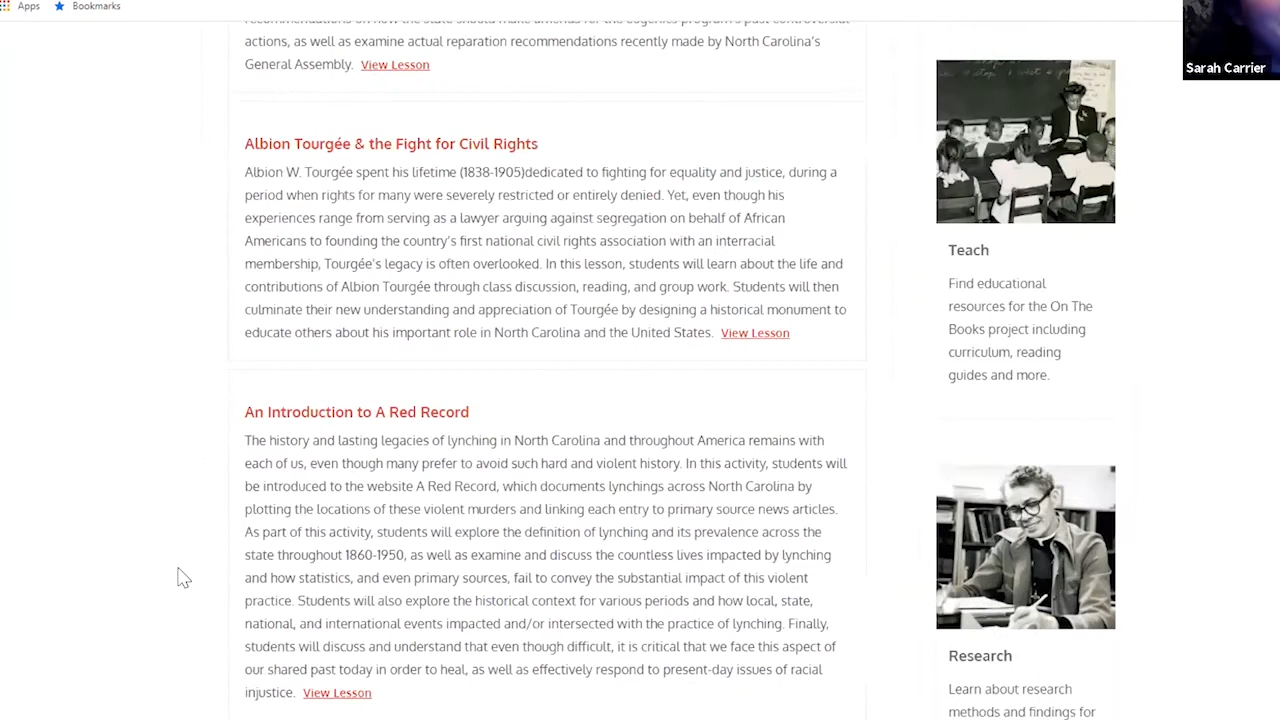 Apps Bookmarks
recommendations on how the state should make amends for the eugenics program's past controversial
actions, as well as examine actual reparation recommendations recently made by North Carolina's
General Assembly. View Lesson
Albion Tourgée & the Fight for Civil Rights
Albion W. Tourgée spent his lifetime (1838-1905)dedicated to fighting for equality and justice, during a
period when rights for many were severely restricted or entirely denied. Yet, even though his
experiences range from serving as a lawyer arguing against segregation on behalf of African
Americans to founding the country's first national civil rights association with an interracial
membership, Tourgée's legacy is often overlooked. In this lesson, students will learn about the life and
contributions of Albion Tourgée through class discussion, reading, and group work. Students will then
culminate their new understanding and appreciation of Tourgée by designing a historical monument to
educate others about his important role in North Carolina and the United States. View Lesson
An Introduction to A Red Record
The history and lasting legacies of lynching in North Carolina and throughout America remains with
each of us, even though many prefer to avoid such hard and violent history. In this activity, students will
be introduced to the website A Red Record, which documents lynchings across North Carolina by
plotting the locations of these violent murders and linking each entry to primary source news articles.
As part of this activity, students will explore the definition of lynching and its prevalence across the
state throughout 1860-1950, as well as examine and discuss the countless lives impacted by lynching
and how statistics, and even primary sources, fail to convey the substantial impact of this violent
practice. Students will also explore the historical context for various periods and how local, state,
national, and international events impacted and/or intersected with the practice of lynching. Finally,
students will discuss and understand that even though difficult, it is critical that we face this aspect of
our shared past today in order to heal, as well as effectively respond to present-day issues of racial
injustice. View Lesson
Sarah Carrier
Teach
Find educational
resources for the On The
Books project including
curriculum, reading
guides and more.
Research
Learn about research
methods and findings for